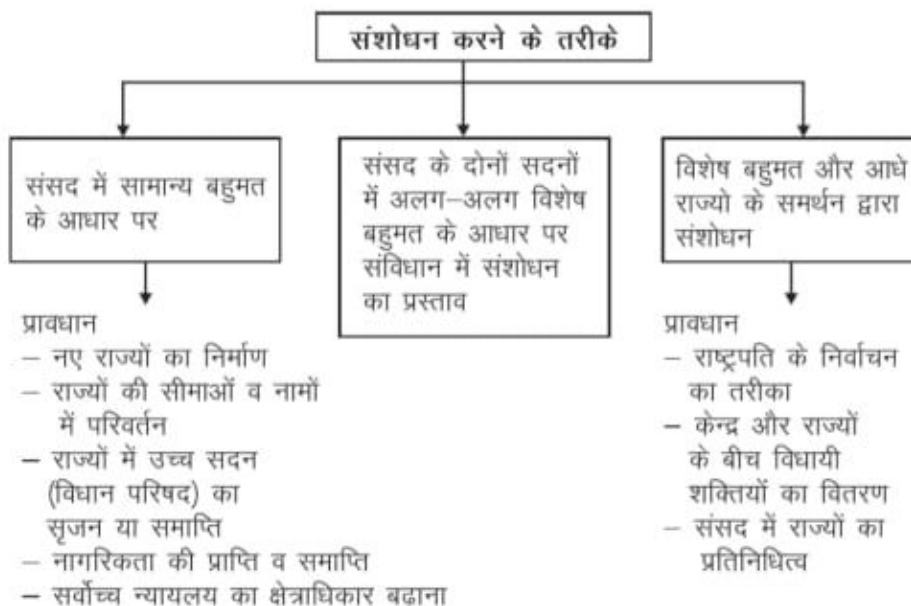 संशोधन करने के तरीके
संसद में सामान्य बहुमत
के आधार पर
संसद के दोनों सदनों
में अलग–अलग विशेष
बहुमत के आधार पर
संविधान में संशोधन
का प्रस्ताव
विशेष बहुमत और आधे
राज्यो के समर्थन द्वारा
संशोधन
प्रावधान
– नए राज्यों का निर्माण
– राज्यों की सीमाओं व नामों
में परिवर्तन
– राज्यों में उच्च सदन
(विधान परिषद) का
सृजन या समाप्ति
– नागरिकता की प्राप्ति व समाप्ति
– सर्वोच्च न्यायलय का क्षेत्राधिकार बढ़ाना
प्रावधान
– राष्ट्रपति के निर्वाचन
का तरीका
– केन्द्र और राज्यों
के बीच विधायी
शक्तियों का वितरण
– संसद में राज्यों का
प्रतिनिधित्व